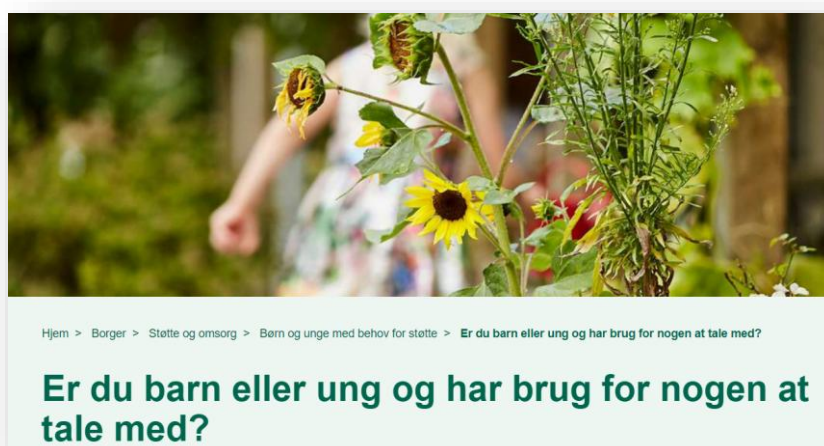 Hjem > Borger > Støtte og omsorg > Børn og unge med behov for støtte > Er du barn eller ung og har brug for nogen at tale med?
Er du barn eller ung og har brug for nogen at
tale med?